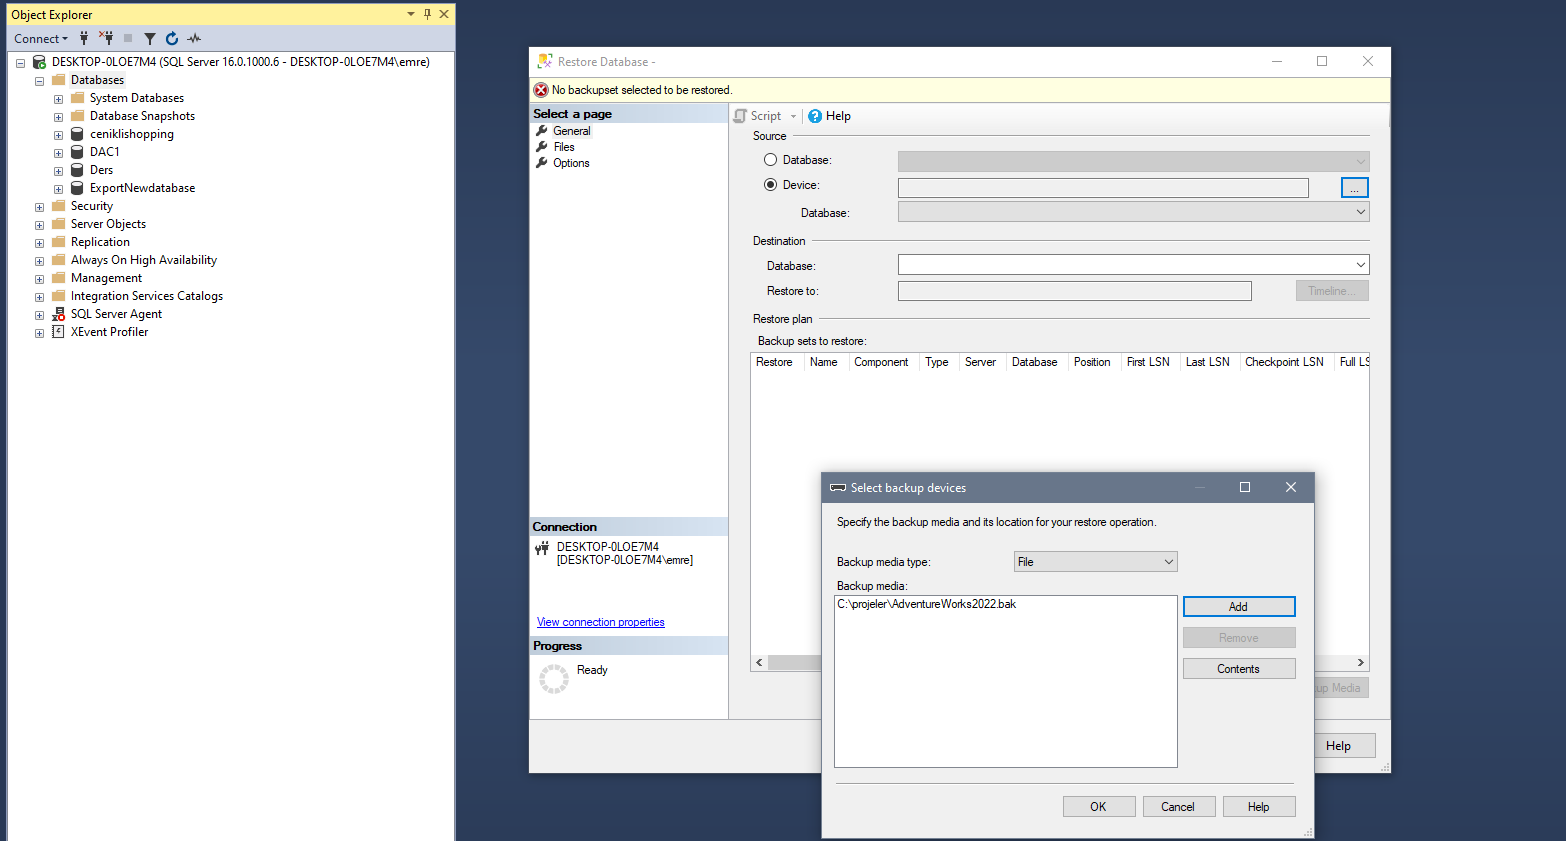 Object Explorer
Connect
DESKTOP-0LOE7M4 (SQL Server 16.0.1000.6 - DESKTOP-0LOE7M4\emre)
Databases
System Databases
Database Snapshots
ceniklishopping
DAC1
Ders
ExportNewdatabase
Security
Server Objects
Replication
Always On High Availability
Management
Integration Services Catalogs
SQL Server Agent
XEvent Profiler
Restore Database -
No backupset selected to be restored.
Select a page
General
Files
Options
Connection
DESKTOP-0LOE7M4
[DESKTOP-0LOE7M4\emre]
View connection properties
Progress
Ready
Script
Help
Source
Database:
Device:
...
Database:
Destination
Database:
Restore to:
Timeline...
Restore plan
Backup sets to restore:
Restore Name Component Type Server Database Position First LSN Last LSN Checkpoint LSN Full LS
up Media
Help
Select backup devices
Specify the backup media and its location for your restore operation.
Backup media type: File
Backup media:
C:\projeler\AdventureWorks2022.bak
Add
Remove
Contents
OK Cancel Help